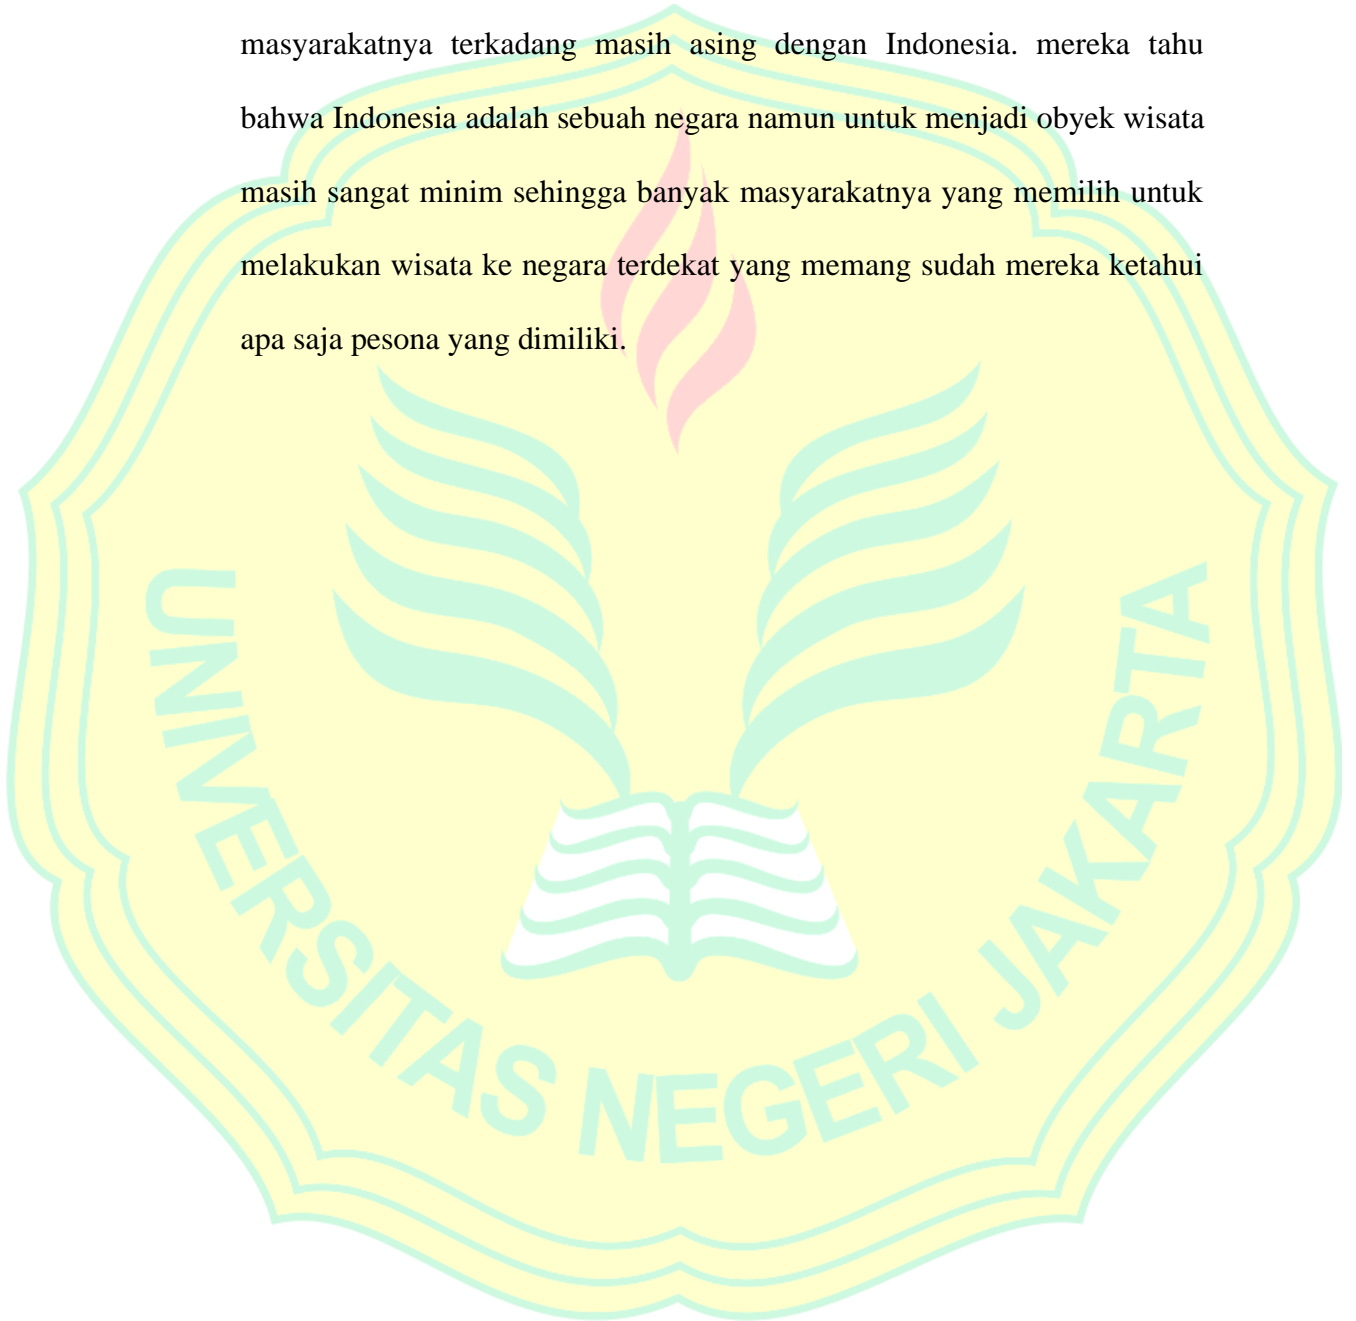 masyarakatnya terkadang masih asing dengan Indonesia. mereka tahu
bahwa Indonesia adalah sebuah negara namun untuk menjadi obyek wisata
masih sangat minim sehingga banyak masyarakatnya yang memilih untuk
melakukan wisata ke negara terdekat yang memang sudah mereka ketahui
apa saja pesona yang dimiliki.
UNIVERSITAS NEGERI JAKARTA